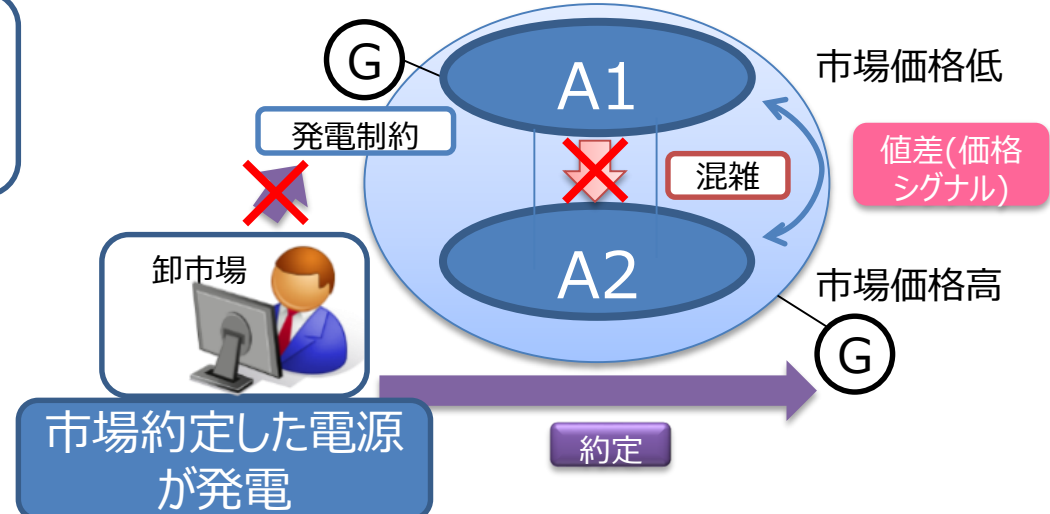 G
A1
市場価格低
発電制約
値差(価格
シグナル)
混雑
卸市場
A2
市場価格高
G
市場約定した電源
が発電
約定